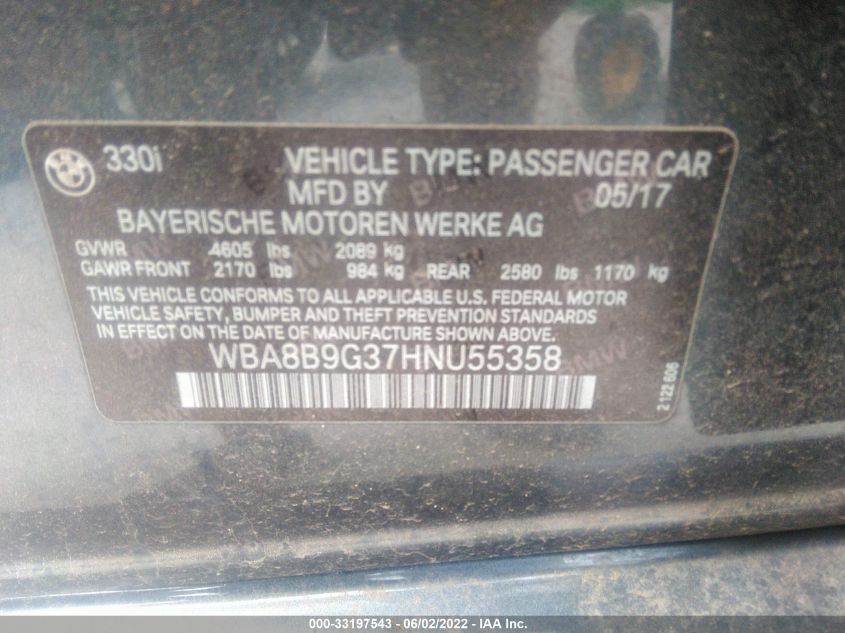 330i VEHICLE TYPE: PASSENGER CAR
MFD BY 05/17
BAYERISCHE MOTOREN WERKE AG
GVWR 4605 lbs 2089 kg
GAWR FRONT 2170 lbs 984 kg REAR 2580 lbs 1170 kg
THIS VEHICLE CONFORMS TO ALL APPLICABLE U.S. FEDERAL MOTOR
VEHICLE SAFETY, BUMPER AND THEFT PREVENTION STANDARDS
IN EFFECT ON THE DATE OF MANUFACTURE SHOWN ABOVE.
WBA8B9G37HNU55358
2 122 606
000-33197543 - 06/02/2022 - IAA Inc.